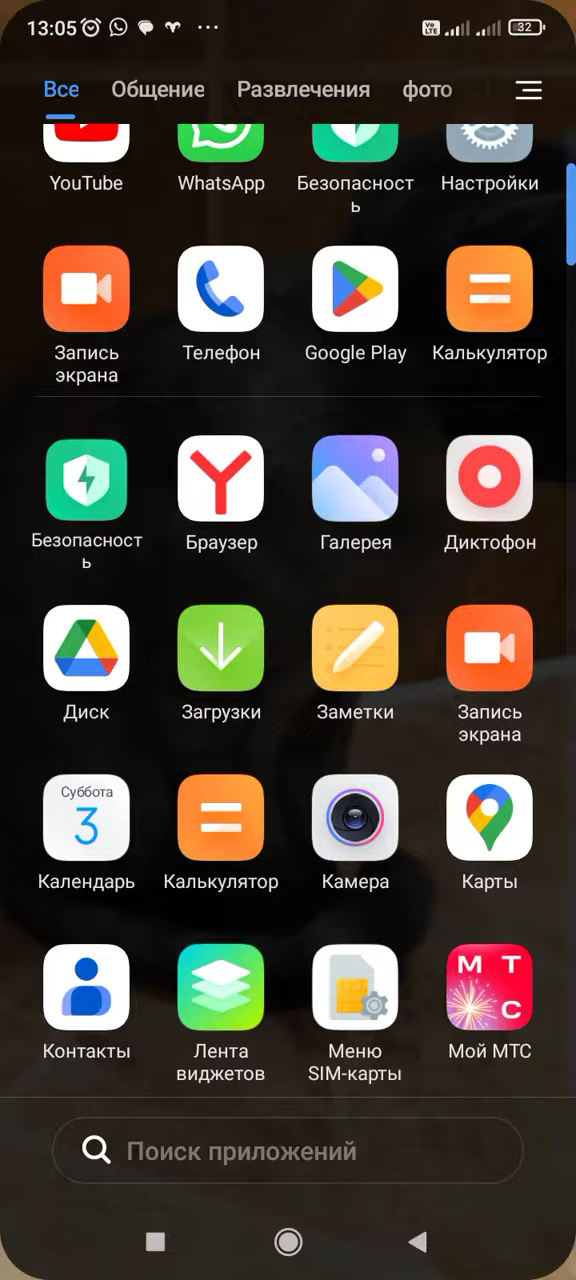 13:05
Vo LTE
32
Все Общение Развлечения фото
YouTube WhatsApp Безопасност Настройки
ь
Запись Телефон Google Play Калькулятор
экрана
Безопасност Браузер Галерея Диктофон
ь
Диск Загрузки Заметки Запись
экрана
Суббота
3
Календарь Калькулятор Камера Карты
М Т
С
Контакты Лента Меню Мой МТС
виджетов SIM-карты
Поиск приложений